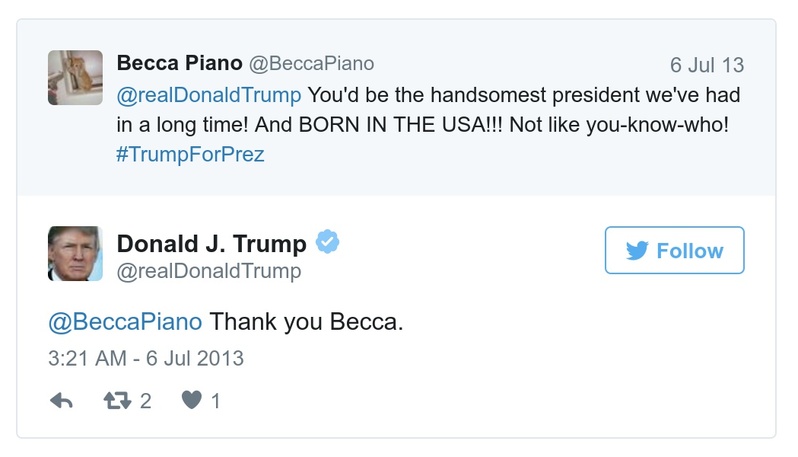 Becca Piano @BeccaPiano 6 Jul 13
@realDonaldTrump You'd be the handsomest president we've had
in a long time! And BORN IN THE USA!!! Not like you-know-who!
#TrumpForPrez
Donald J. Trump
@realDonaldTrump
Follow
@BeccaPiano Thank you Becca.
3:21 AM - 6 Jul 2013
2 1